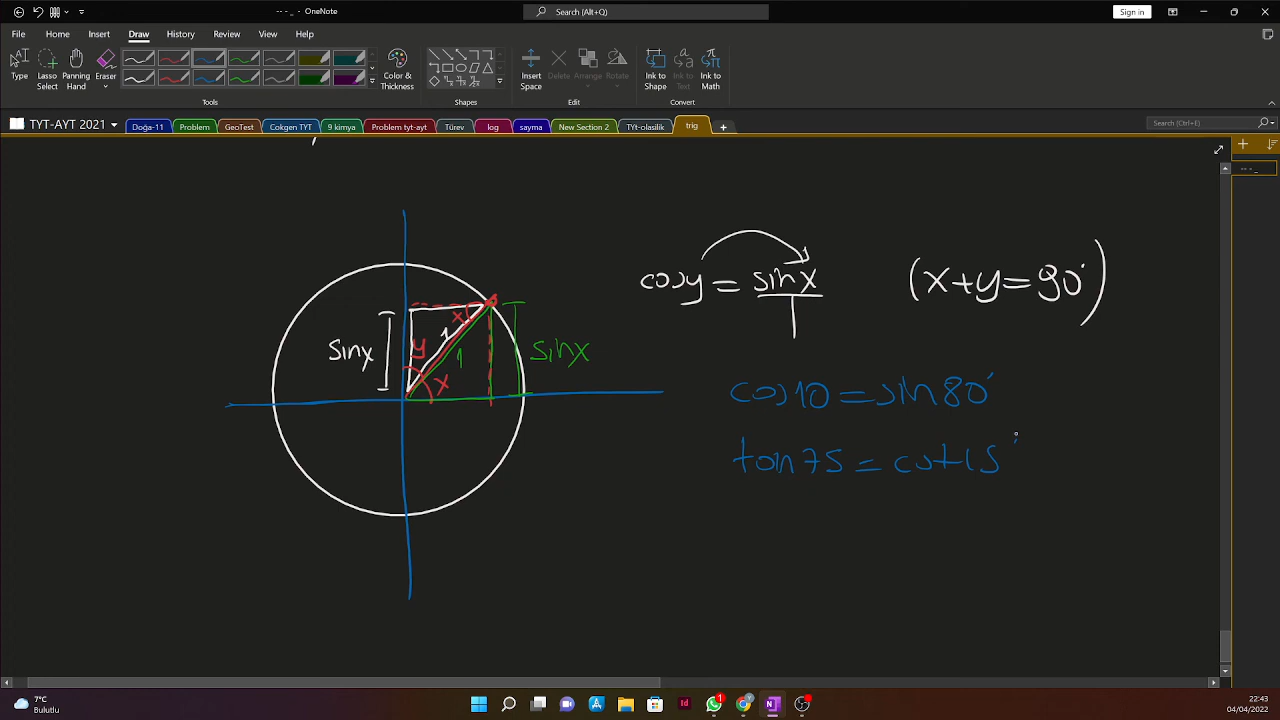 -- -_ - OneNote
Search (Alt+Q)
Sign in
File Home Insert Draw History Review View Help
Type
Lasso Select
Panning Hand
Eraser
Color & Thickness
Insert Space
Delete
Arrange
Rotate
Ink to Shape
Ink to Text
Ink to Math
Tools
Shapes
Edit
Convert
TYT-AYT 2021
Doğa-11
Problem
GeoTest
Cokgen TYT
9 kimya
Problem tyt-ayt
Türev
log
sayma
New Section 2
TYt-olasilik
trig
Search (Ctrl+E)
-- -_
cosy = sinx
(x+y=90°)
x
1
y
sinx
sinx
1
x
cos10 = sin80°
tan75 = cot15°
7°C
Bulutlu
1
22:43
04/04/2022